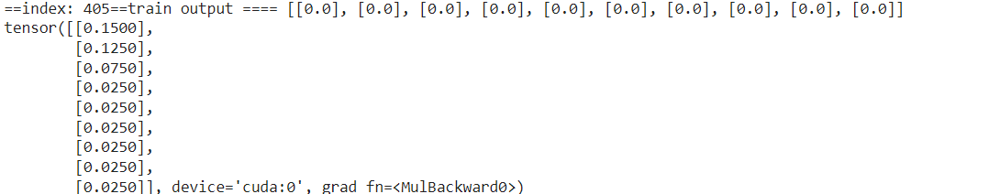 ==index: 405==train output ==== [[0.0], [0.0], [0.0], [0.0], [0.0], [0.0], [0.0], [0.0], [0.0], [0.0]]
tensor([[0.1500],
        [0.1250],
        [0.0750],
        [0.0250],
        [0.0250],
        [0.0250],
        [0.0250],
        [0.0250],
        [0.0250]], device='cuda:0', grad_fn=<MulBackward0>)